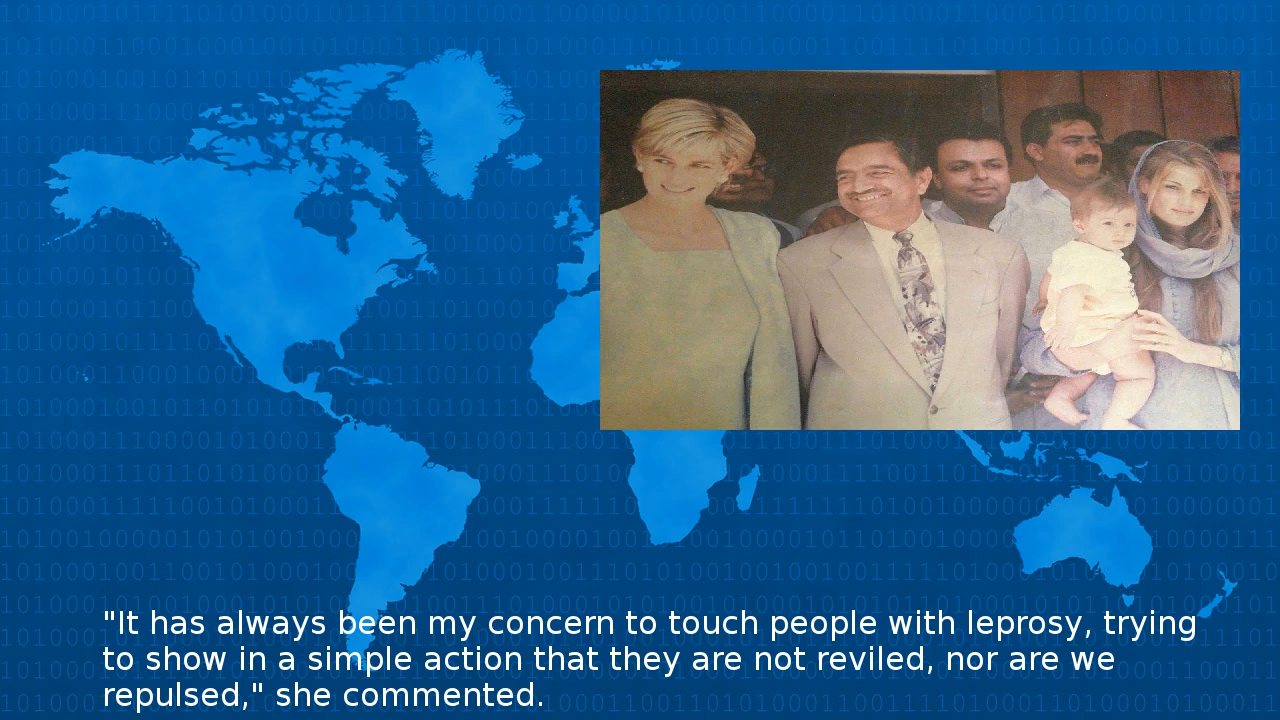 "It has always been my concern to touch people with leprosy, trying
to show in a simple action that they are not reviled, nor are we
repulsed," she commented.